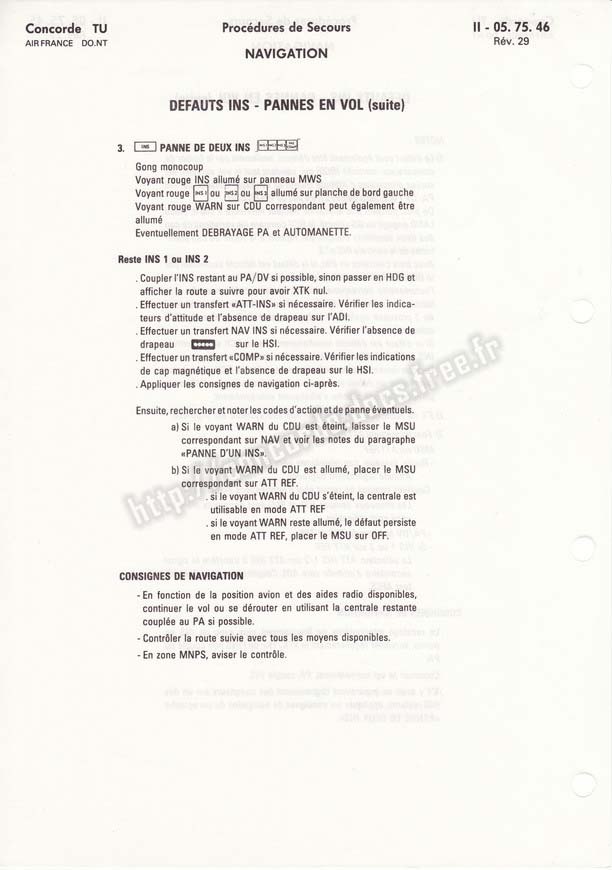 Concorde TU
AIR FRANCE DO.NT
Procédures de Secours
NAVIGATION
II - 05. 75. 46
Rév. 29
DEFAUTS INS - PANNES EN VOL (suite)
3. INS PANNE DE DEUX INS
Gong monocoup
Voyant rouge INS allumé sur panneau MWS
Voyant rouge INS 1 ou INS 2 ou INS 3 allumé sur planche de bord gauche
Voyant rouge WARN sur CDU correspondant peut également être
allumé
Eventuellement DEBRAYAGE PA et AUTOMANETTE.
Reste INS 1 ou INS 2
. Coupler l'INS restant au PA/DV si possible, sinon passer en HDG et
afficher la route a suivre pour avoir XTK nul.
. Effectuer un transfert «ATT-INS» si nécessaire. Vérifier les indica-
teurs d'attitude et l'absence de drapeau sur l'ADI.
. Effectuer un transfert NAV INS si nécessaire. Vérifier l'absence de
drapeau sur le HSI.
. Effectuer un transfert «COMP» si nécessaire. Vérifier les indications
de cap magnétique et l'absence de drapeau sur le HSI.
. Appliquer les consignes de navigation ci-après.
Ensuite, rechercher et noter les codes d'action et de panne éventuels.
a) Si le voyant WARN du CDU est éteint, laisser le MSU
correspondant sur NAV et voir les notes du paragraphe
«PANNE D'UN INS».
b) Si le voyant WARN du CDU est allumé, placer le MSU
correspondant sur ATT REF.
. si le voyant WARN du CDU s'éteint, la centrale est
utilisable en mode ATT REF
. si le voyant WARN reste allumé, le défaut persiste
en mode ATT REF, placer le MSU sur OFF.
CONSIGNES DE NAVIGATION
- En fonction de la position avion et des aides radio disponibles,
continuer le vol ou se dérouter en utilisant la centrale restante
couplée au PA si possible.
- Contrôler la route suivie avec tous les moyens disponibles.
- En zone MNPS, aviser le contrôle.
http://concorde-docs.free.fr